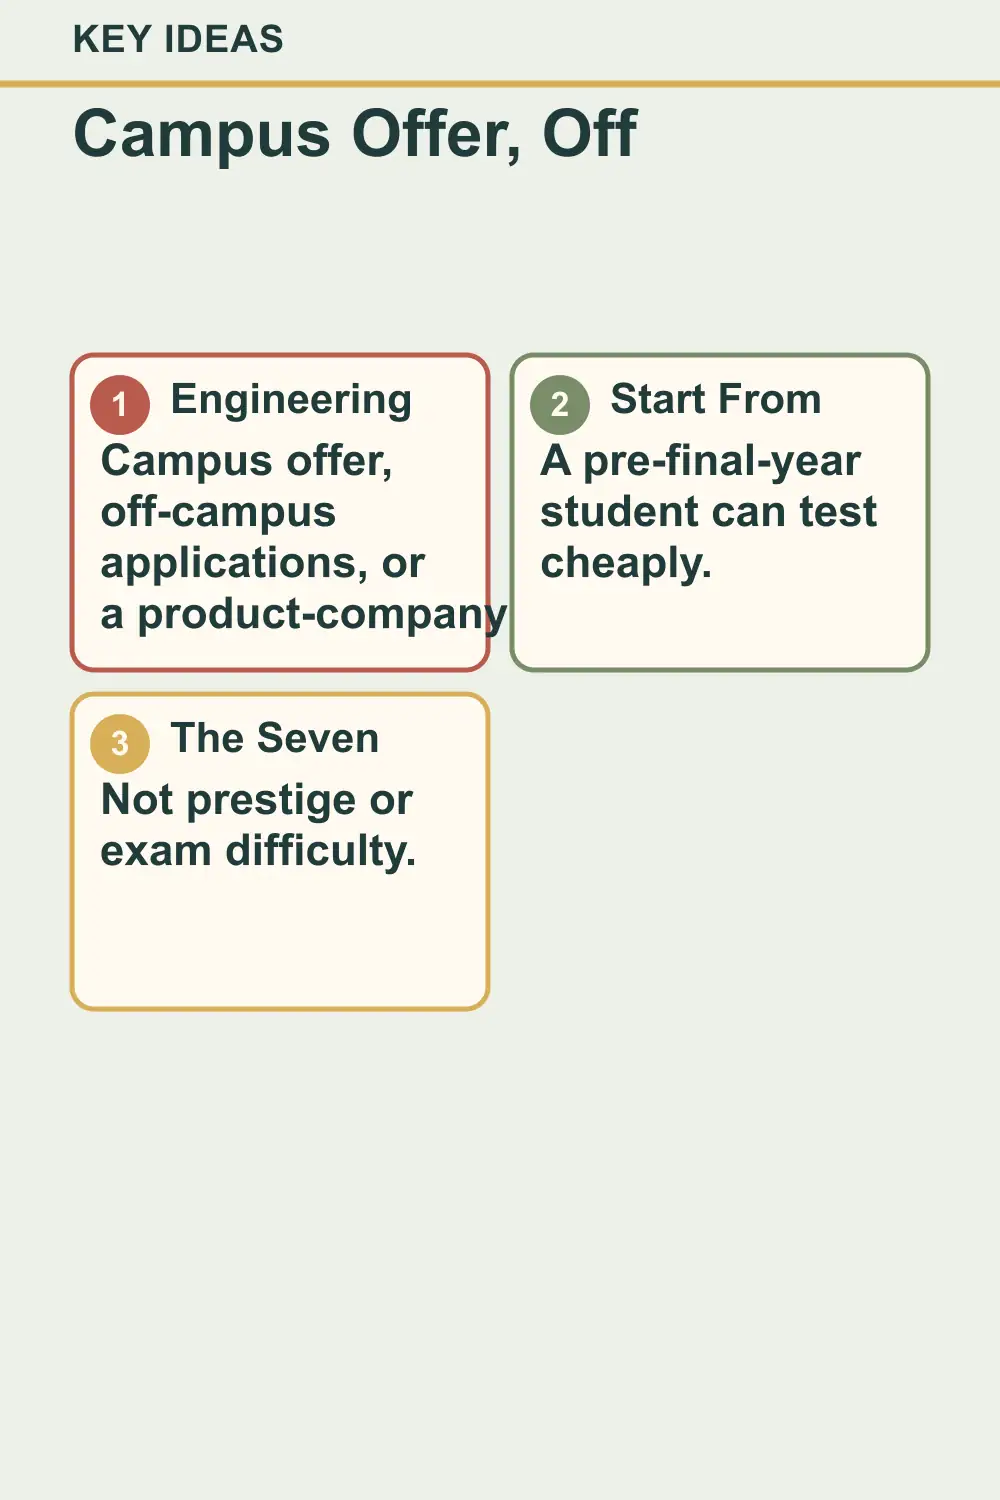 KEY IDEAS
Campus Offer, Off
1 Engineering
Campus offer,
off-campus
applications, or
a product-company
2 Start From
A pre-final-year
student can test
cheaply.
3 The Seven
Not prestige or
exam difficulty.